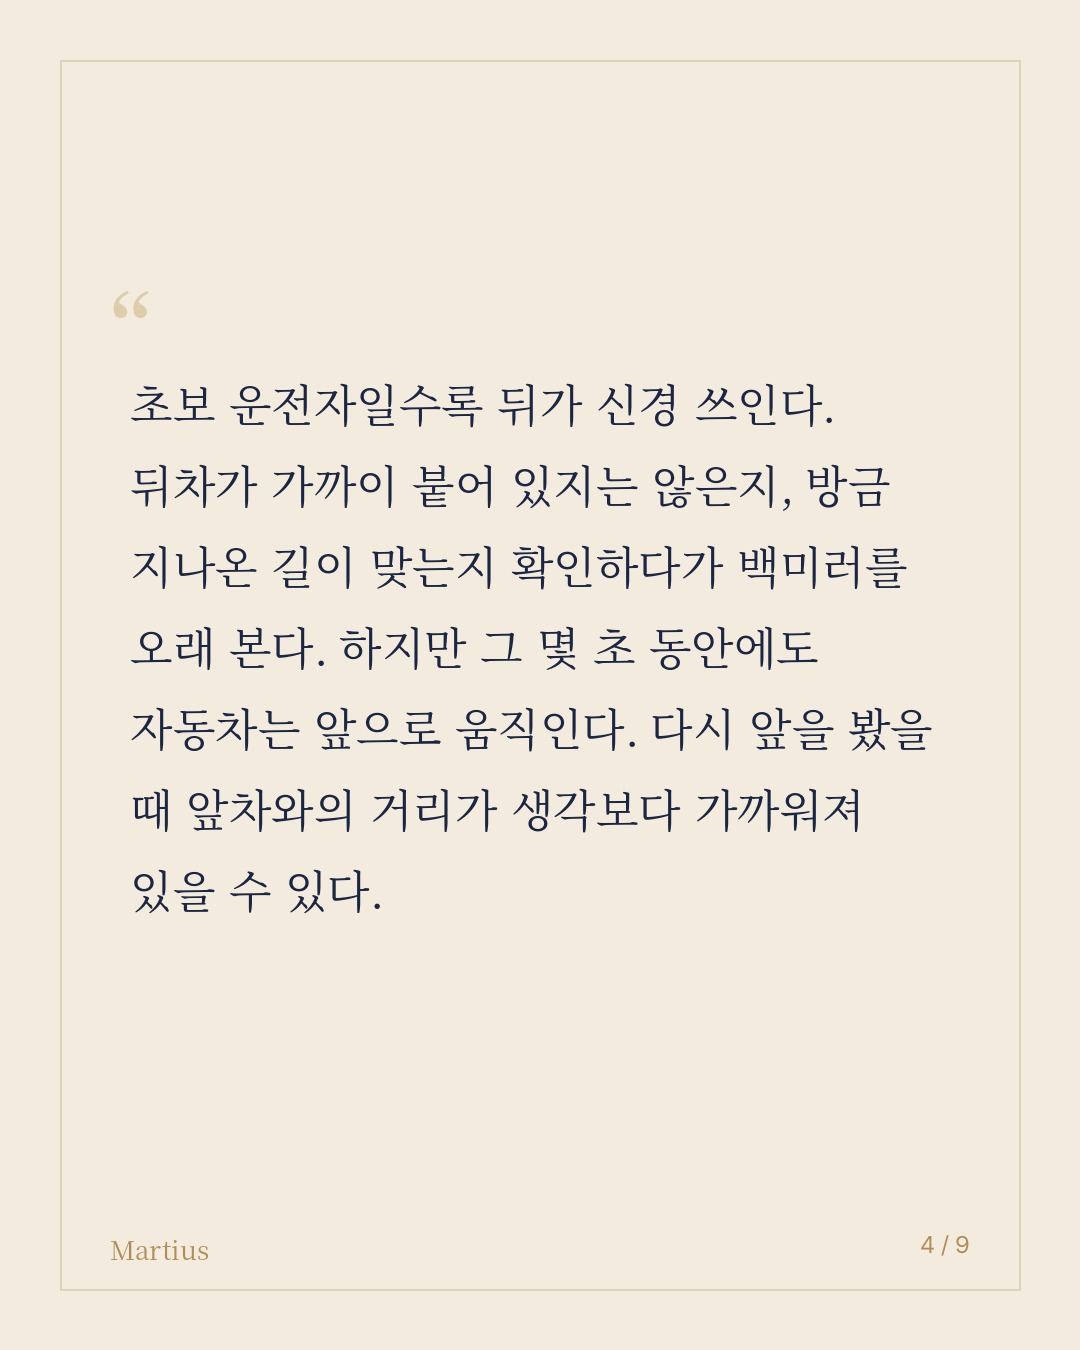 “
초보 운전자일수록 뒤가 신경 쓰인다.
뒤차가 가까이 붙어 있지는 않은지, 방금
지나온 길이 맞는지 확인하다가 백미러를
오래 본다. 하지만 그 몇 초 동안에도
자동차는 앞으로 움직인다. 다시 앞을 봤을
때 앞차와의 거리가 생각보다 가까워져
있을 수 있다.
Martius
4 / 9